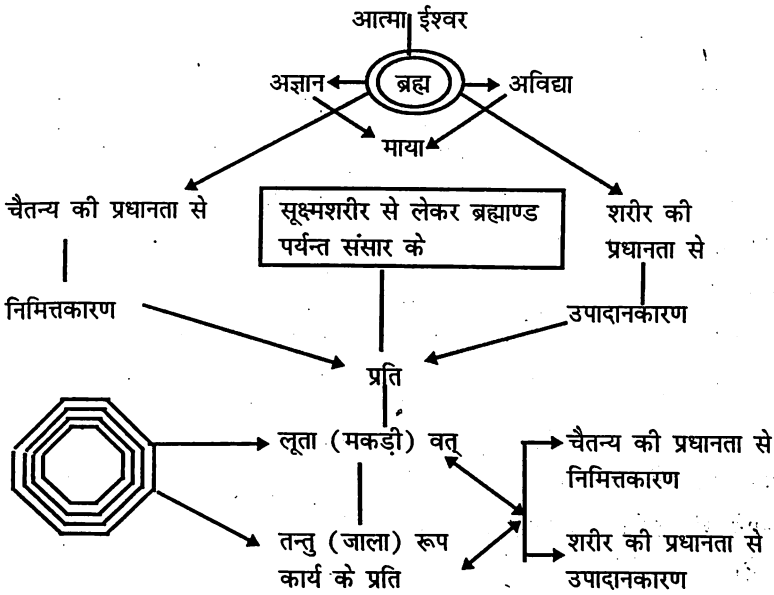 आत्मा ईश्वर
अज्ञान
ब्रह्म
अविद्या
माया
चैतन्य की प्रधानता से
सूक्ष्मशरीर से लेकर ब्रह्माण्ड
पर्यन्त संसार के
शरीर की
प्रधानता से
निमित्तकारण
उपादानकारण
प्रति
लूता (मकड़ी) वत्
चैतन्य की प्रधानता से
निमित्तकारण
तन्तु (जाला) रूप
कार्य के प्रति
शरीर की प्रधानता से
उपादानकारण